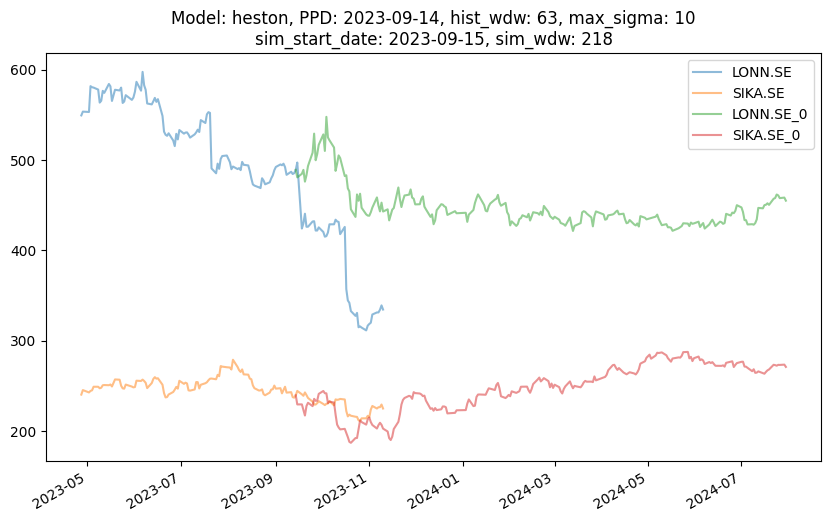 Model: heston, PPD: 2023-09-14, hist_wdw: 63, max_sigma: 10
sim_start_date: 2023-09-15, sim_wdw: 218
LONN.SE
SIKA.SE
LONN.SE_0
SIKA.SE_0
600
500
400
300
200
2023-05
2023-07
2023-09
2023-11
2024-01
2024-03
2024-05
2024-07